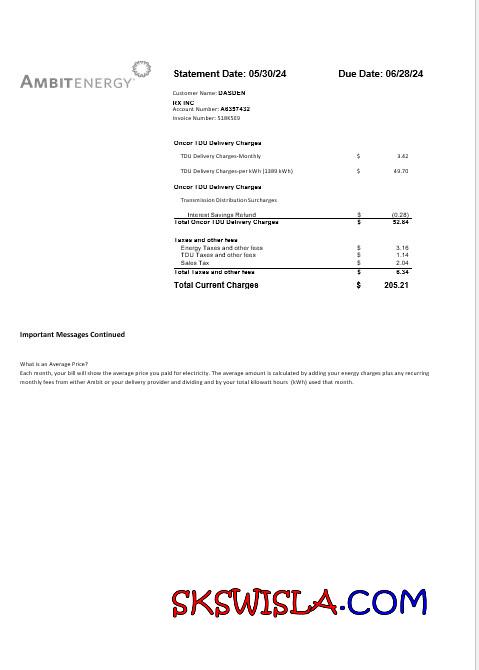 AMBITENERGY
Statement Date: 05/30/24 Due Date: 06/28/24
Customer Name: DASDEN
RX INC
Account Number: A6357432
Invoice Number: 518K5E9
Oncor TDU Delivery Charges
TDU Delivery Charges-Monthly $ 3.42
TDU Delivery Charges-per kWh (1389 kWh) $ 49.70
Oncor TDU Delivery Charges
Transmission Distribution Surcharges
Interest Savings Refund $ (0.28)
Total Oncor TDU Delivery Charges $ 52.84
Taxes and other fees
Energy Taxes and other fees $ 3.16
TDU Taxes and other fees $ 1.14
Sales Tax $ 2.04
Total Taxes and other fees $ 6.34
Total Current Charges $ 205.21
Important Messages Continued
What is an Average Price?
Each month, your bill will show the average price you paid for electricity. The average amount is calculated by adding your energy charges plus any recurring
monthly fees from either Ambit or your delivery provider and dividing and by your total kilowatt hours (kWh) used that month.
SKSWISLA.COM